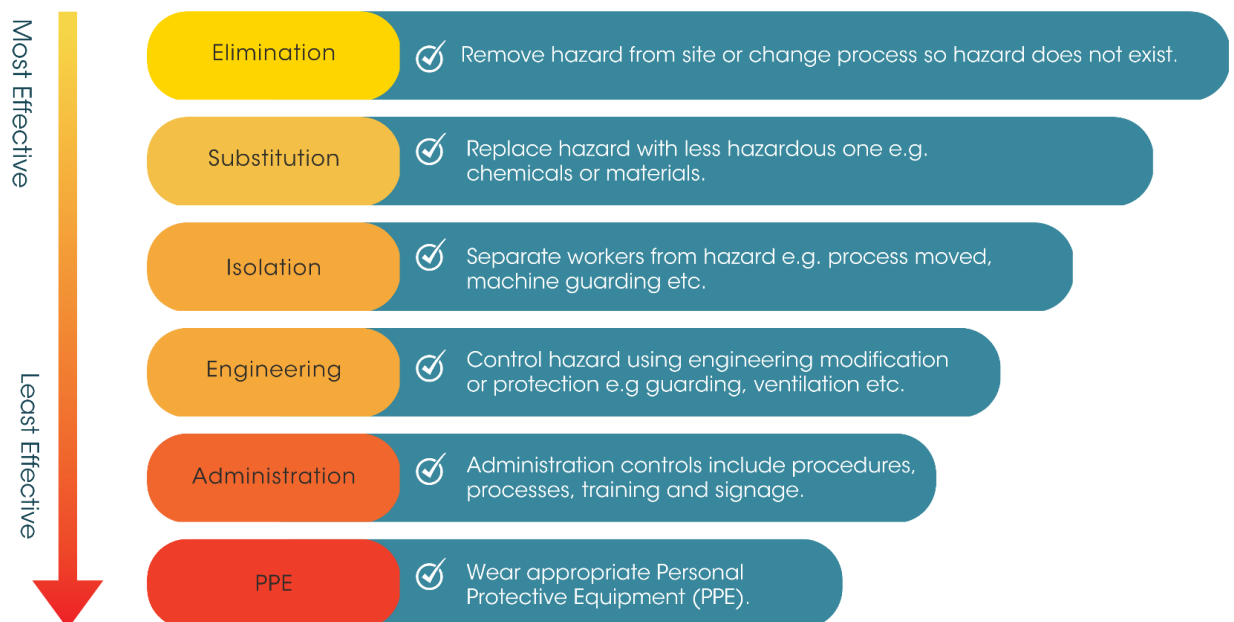 Most Effective
Least Effective
Elimination
Remove hazard from site or change process so hazard does not exist.
Substitution
Replace hazard with less hazardous one e.g.
chemicals or materials.
Isolation
Separate workers from hazard e.g. process moved,
machine guarding etc.
Engineering
Control hazard using engineering modification
or protection e.g guarding, ventilation etc.
Administration
Administration controls include procedures,
processes, training and signage.
PPE
Wear appropriate Personal
Protective Equipment (PPE).